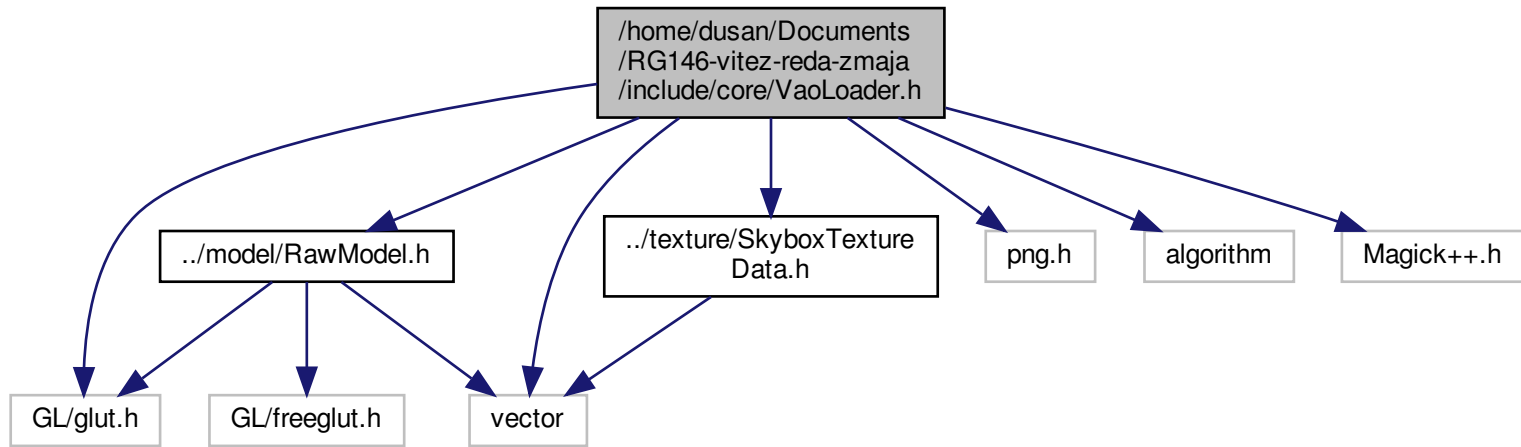 /home/dusan/Documents
/RG146-vitez-reda-zmaja
/include/core/VaoLoader.h
../model/RawModel.h
../texture/SkyboxTexture
Data.h
png.h
algorithm
Magick++.h
GL/glut.h
GL/freeglut.h
vector